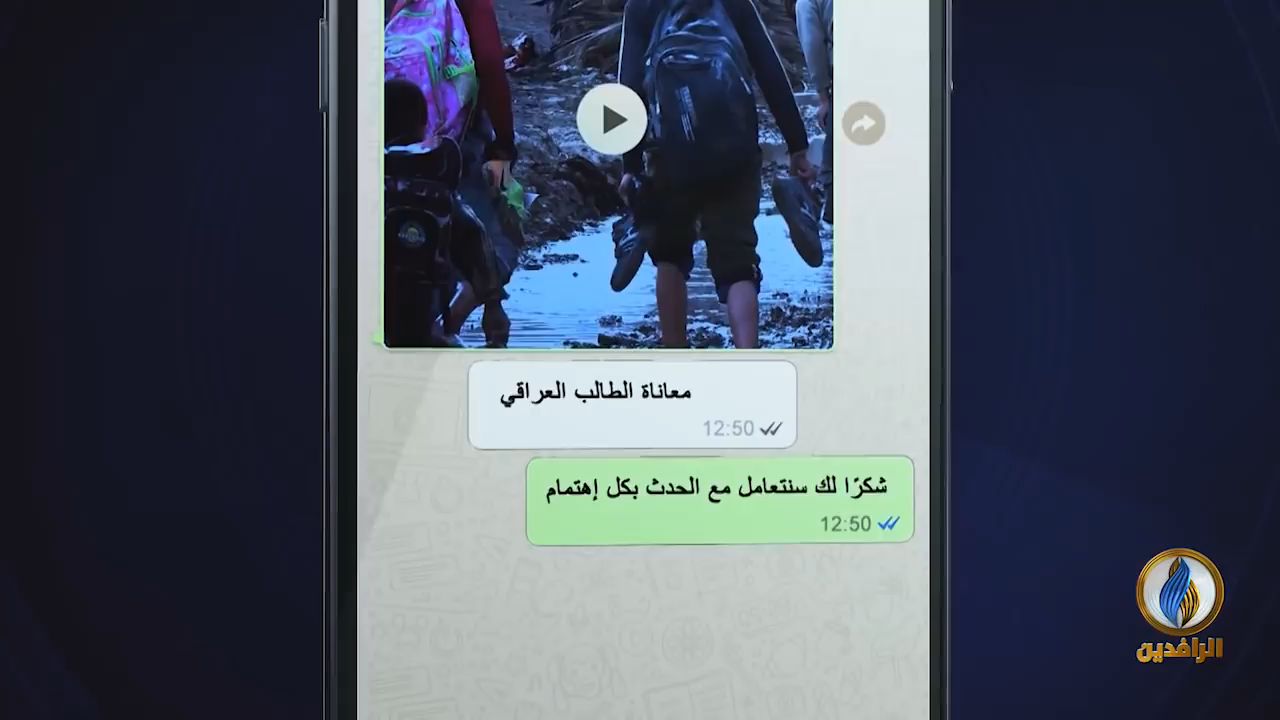 معاناة الطالب العراقي
12:50
شكرًا لك سنتعامل مع الحدث بكل إهتمام
12:50
الرافدين